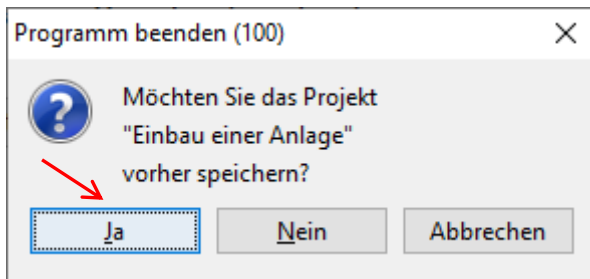 Programm beenden (100)
Möchten Sie das Projekt
"Einbau einer Anlage"
vorher speichern?
Ja Nein Abbrechen